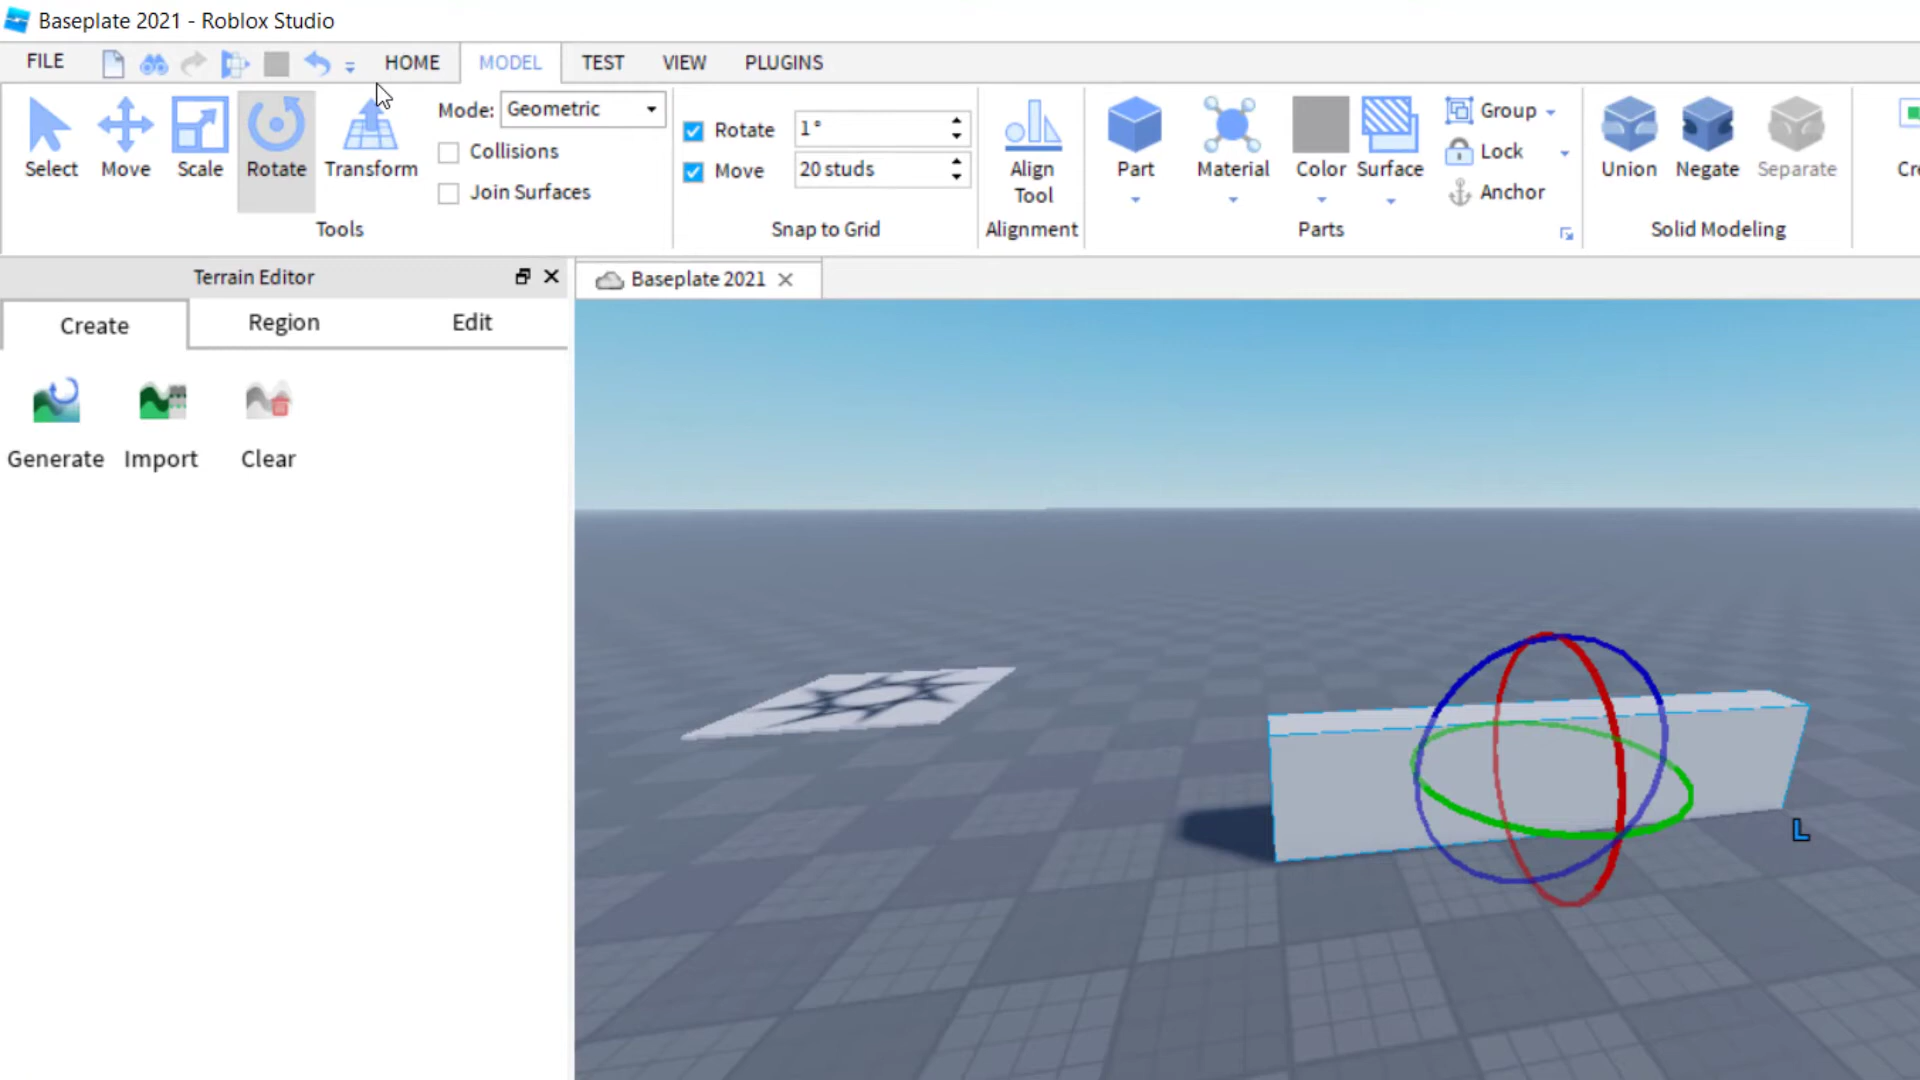 Baseplate 2021 - Roblox Studio
FILE HOME MODEL TEST VIEW PLUGINS
Select Move Scale Rotate Transform
Mode: Geometric
Collisions
Join Surfaces
Tools
Rotate 1°
Move 20 studs
Snap to Grid
Align
Tool
Alignment
Part Material Color Surface
Group
Lock
Anchor
Parts
Union Negate Separate
Solid Modeling
Terrain Editor
Create Region Edit
Generate Import Clear
Baseplate 2021
L